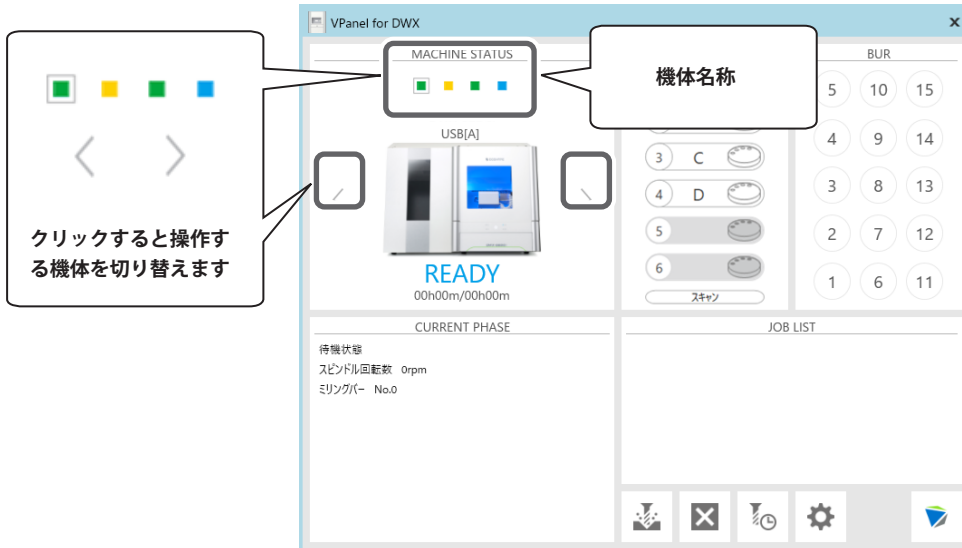 VPanel for DWX
x
MACHINE STATUS
機体名称
BUR
クリックすると操作す
る機体を切り替えます
USB[A]
READY
00h00m/00h00m
3 C
4 D
5
6
スキャン
5 10 15
4 9 14
3 8 13
2 7 12
1 6 11
CURRENT PHASE
待機状態
スピンドル回転数 0rpm
ミリングバー No.0
JOB LIST